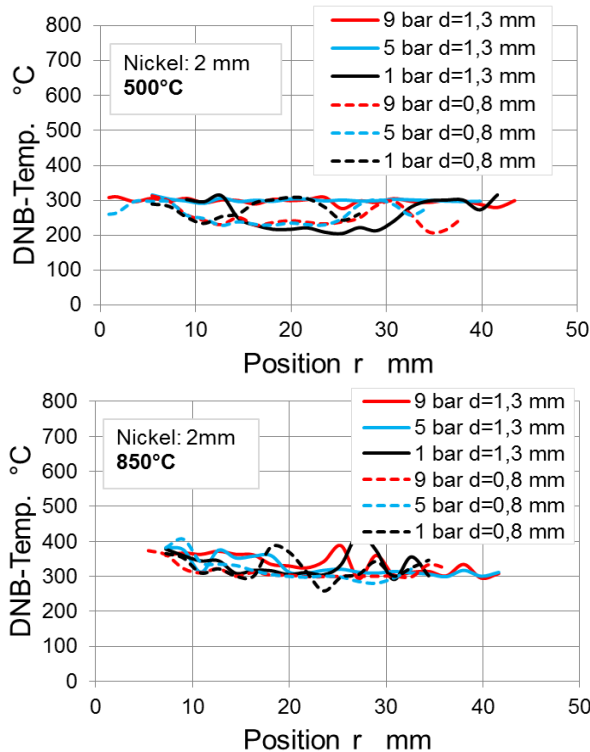 800
700
600
500
400
300
200
100
0
DNB-Temp. °C
Nickel: 2 mm
500°C
9 bar d=1,3 mm
5 bar d=1,3 mm
1 bar d=1,3 mm
9 bar d=0,8 mm
5 bar d=0,8 mm
1 bar d=0,8 mm
0 10 20 30 40 50
Position r mm
800
700
600
500
400
300
200
100
0
DNB-Temp. °C
Nickel: 2mm
850°C
9 bar d=1,3 mm
5 bar d=1,3 mm
1 bar d=1,3 mm
9 bar d=0,8 mm
5 bar d=0,8 mm
1 bar d=0,8 mm
0 10 20 30 40 50
Position r mm